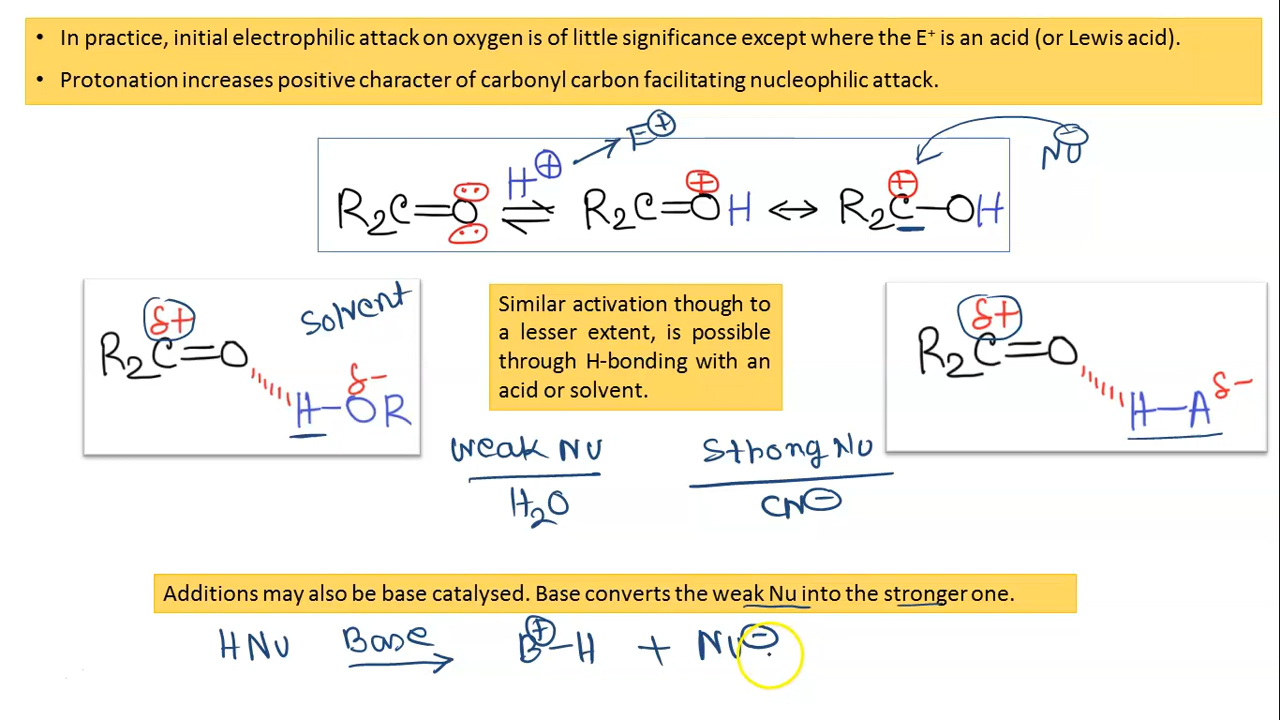 • In practice, initial electrophilic attack on oxygen is of little significance except where the E⁺ is an acid (or Lewis acid).
• Protonation increases positive character of carbonyl carbon facilitating nucleophilic attack.
E⊕
Nu⊖
R₂C=O ⇌ H⊕ R₂C=O⊕H ↔ R₂C⊕–OH
δ+
R₂C=O
solvent
δ−
H–OR
Similar activation though to
a lesser extent, is possible
through H-bonding with an
acid or solvent.
δ+
R₂C=O
δ−
H–A
weak Nu
H₂O
Strong Nu
CN⊖
Additions may also be base catalysed. Base converts the weak Nu into the stronger one.
HNu Base → B⊕–H + Nu⊖